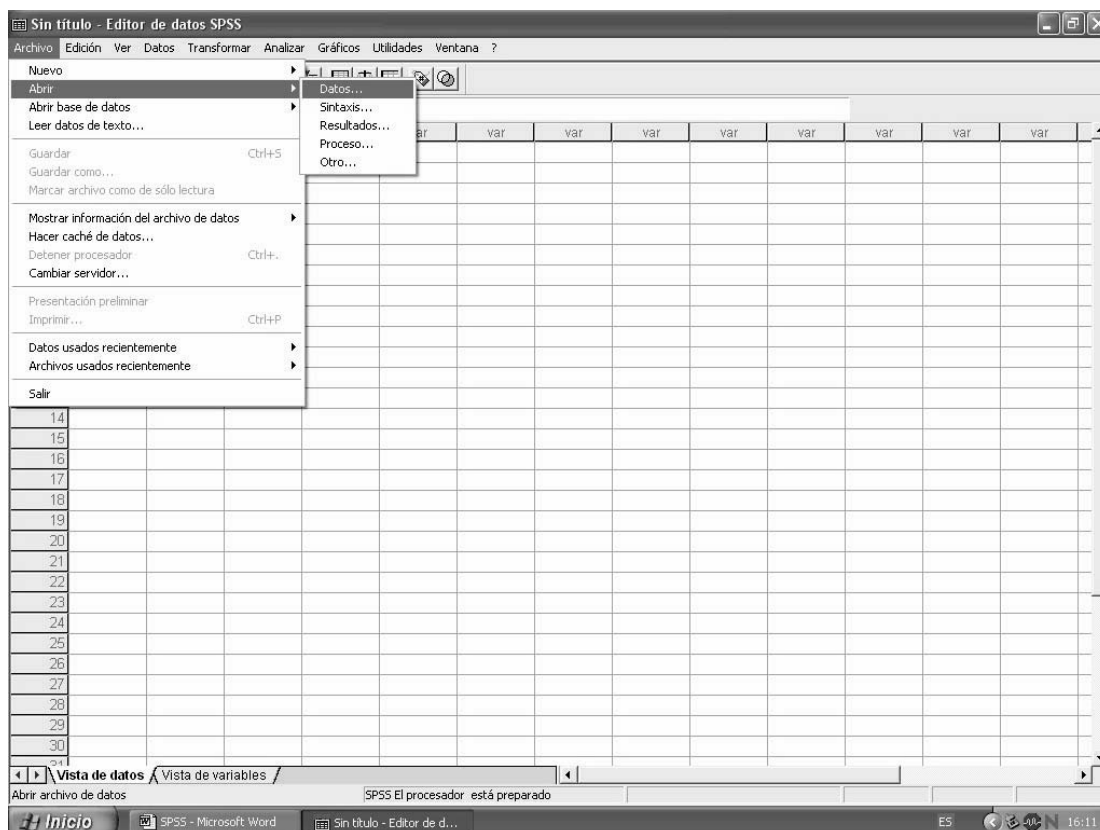 Sin título - Editor de datos SPSS
Archivo Edición Ver Datos Transformar Analizar Gráficos Utilidades Ventana ?
Nuevo
Abrir
Abrir base de datos
Leer datos de texto...
Guardar Ctrl+S
Guardar como...
Marcar archivo como de sólo lectura
Mostrar información del archivo de datos
Hacer caché de datos...
Detener procesador Ctrl+.
Cambiar servidor...
Presentación preliminar
Imprimir... Ctrl+P
Datos usados recientemente
Archivos usados recientemente
Salir
Datos...
Sintaxis...
Resultados...
Proceso...
Otro...
var var var var var var var var
14
15
16
17
18
19
20
21
22
23
24
25
26
27
28
29
30
31
Vista de datos Vista de variables
Abrir archivo de datos SPSS El procesador está preparado
Inicio SPSS - Microsoft Word Sin título - Editor de d... ES N 16:11